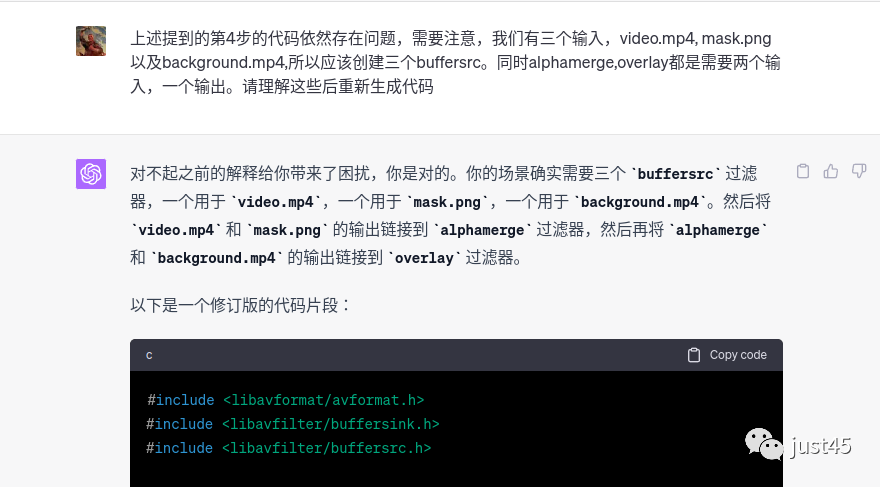 上述提到的第4步的代码依然存在问题，需要注意，我们有三个输入，video.mp4, mask.png
以及background.mp4,所以应该创建三个buffersrc。同时alphamerge,overlay都是需要两个输
入，一个输出。请理解这些后重新生成代码
对不起之前的解释给你带来了困扰，你是对的。你的场景确实需要三个 `buffersrc` 过滤
器，一个用于 `video.mp4`，一个用于 `mask.png`，一个用于 `background.mp4`。然后将
`video.mp4` 和 `mask.png` 的输出链接到 `alphamerge` 过滤器，然后再将 `alphamerge`
和 `background.mp4` 的输出链接到 `overlay` 过滤器。
以下是一个修订版的代码片段：
c
Copy code
#include <libavformat/avformat.h>
#include <libavfilter/buffersink.h>
#include <libavfilter/buffersrc.h>
just45